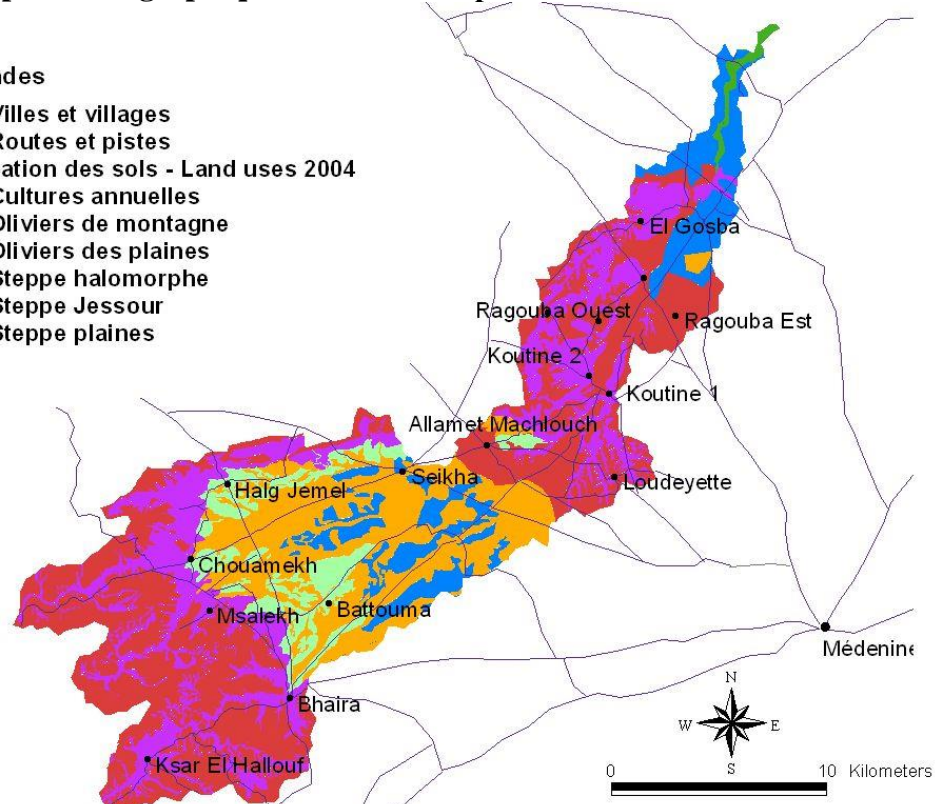 Villes et villages
Routes et pistes
ation des sols - Land uses 2004
Cultures annuelles
Oliviers de montagne
Oliviers des plaines
Steppe halomorphe
Steppe Jessour
Steppe plaines
El Gosba
Ragouba Ouest
Ragouba Est
Koutine 2
Koutine 1
Allamet Machlouch
Seikha
Loudeyette
Halg Jemel
Chouamekh
Msalekh
Battouma
Médenine
Bhaira
Ksar El Hallouf
N
W E
S
0 10 Kilometers